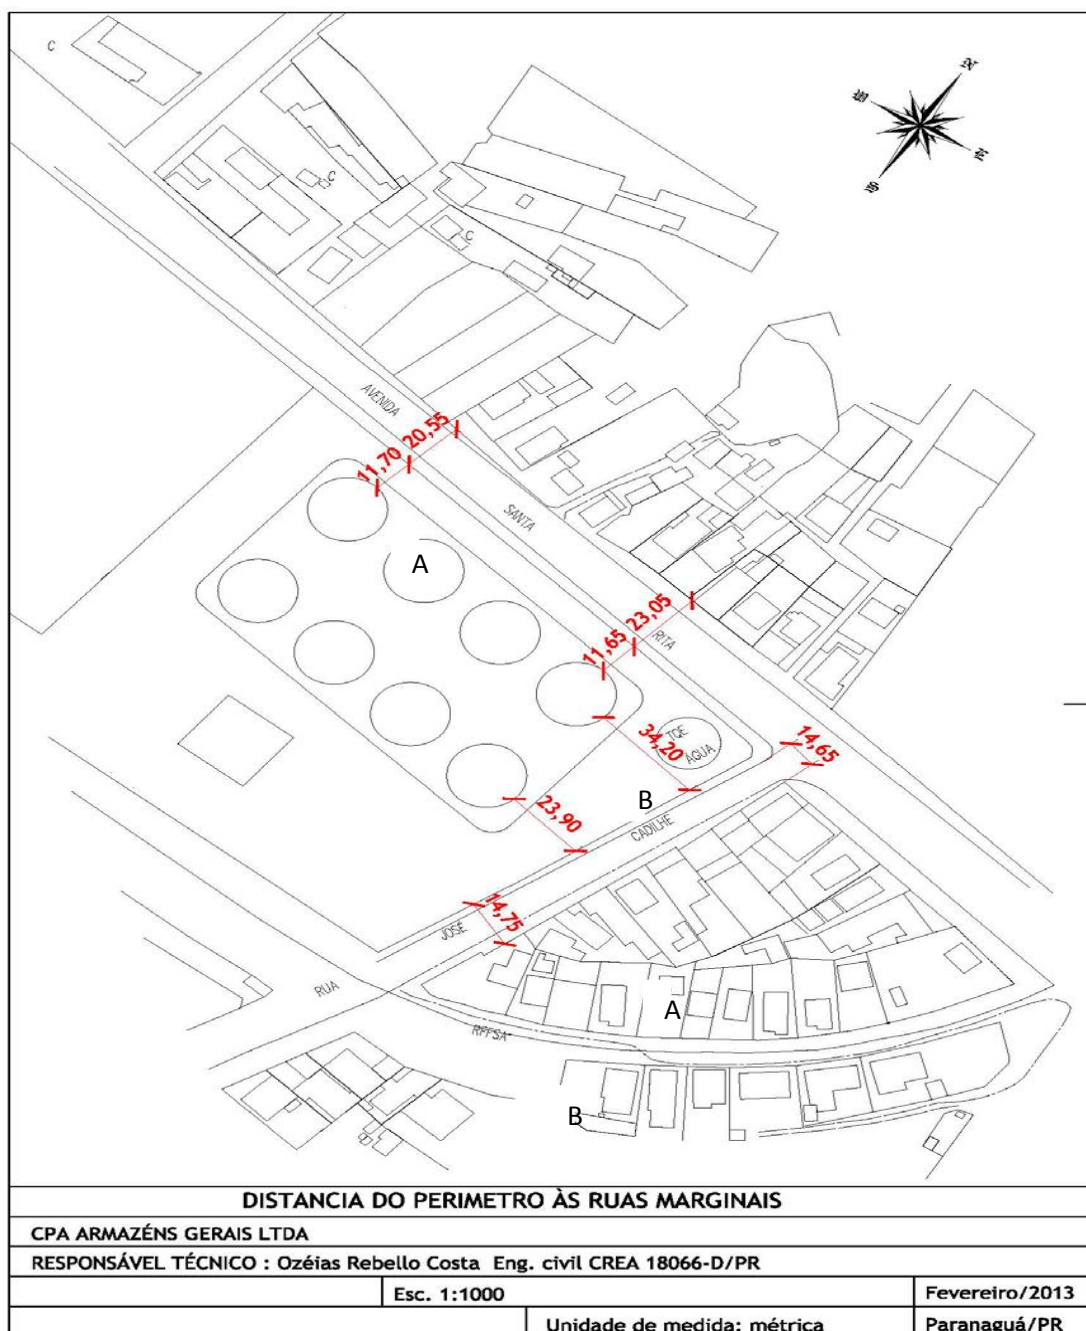 C
C
C
AVENIDA
20,55
11,70
SANTA
A
23,05
11,65
RITA
TQE
AGUA
34,20
14,65
B
CADILHE
23,90
14,75
JOSÉ
RUA
A
RFFSA
B
DISTANCIA DO PERIMETRO ÀS RUAS MARGINAIS
CPA ARMAZÉNS GERAIS LTDA
RESPONSÁVEL TÉCNICO : Ozéias Rebello Costa Eng. civil CREA 18066-D/PR
Esc. 1:1000
Fevereiro/2013
Unidade de medida: métrica
Paranaguá/PR